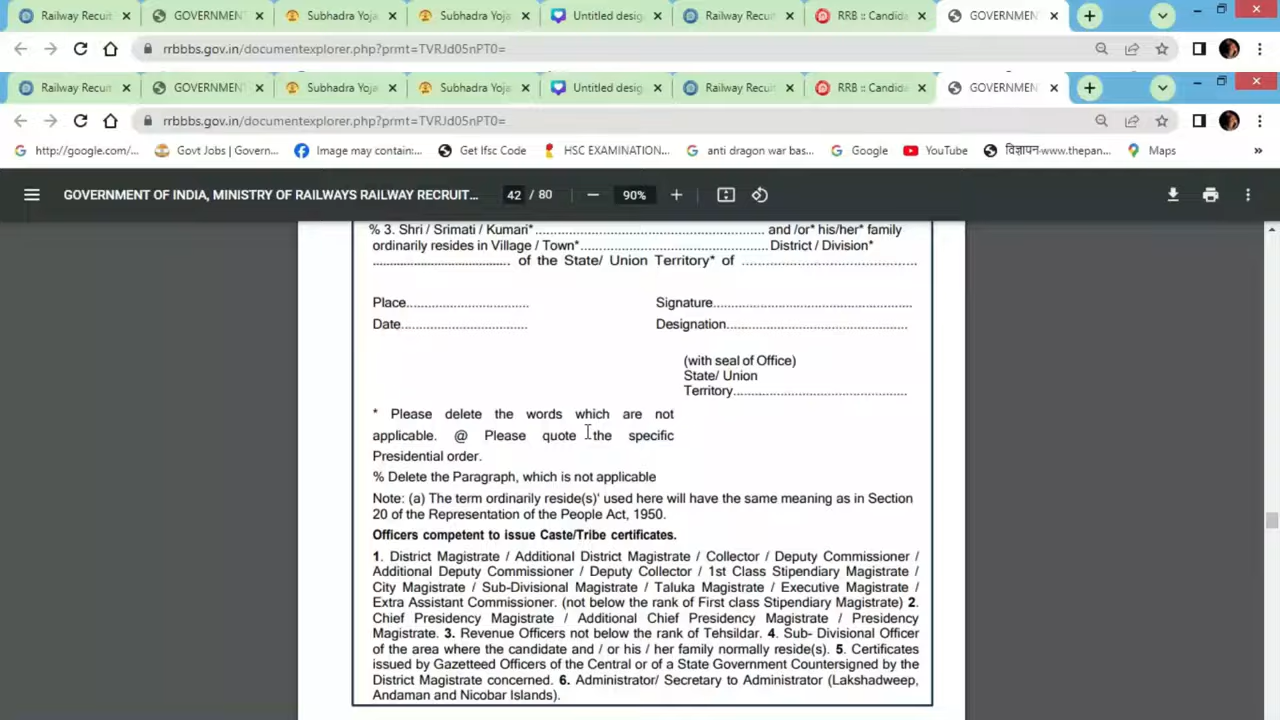 Railway Recuit
GOVERNMENT
Subhadra Yoja
Subhadra Yoja
Untitled desig
Railway Recuit
RRB :: Candida
GOVERNMEN
rrbbbs.gov.in/documentexplorer.php?prmt=TVRJd05nPT0=
Railway Recuit
GOVERNMENT
Subhadra Yoja
Subhadra Yoja
Untitled desig
Railway Recuit
RRB :: Candida
GOVERNMEN
rrbbbs.gov.in/documentexplorer.php?prmt=TVRJd05nPT0=
http://google.com/...
Govt Jobs | Govern...
Image may contain:...
Get Ifsc Code
HSC EXAMINATION...
anti dragon war bas...
Google
YouTube
विज्ञापन-www.thepan...
Maps
»
GOVERNMENT OF INDIA, MINISTRY OF RAILWAYS RAILWAY RECRUIT... 42 / 80 90%
% 3. Shri / Srimati / Kumari*.......................................................... and /or* his/her* family
ordinarily resides in Village / Town*.............................................. District / Division*
.................................. of the State/ Union Territory* of ...........................................
Place............................... Signature..................................................
Date................................ Designation.............................................
(with seal of Office)
State/ Union
Territory...........................................
* Please delete the words which are not
applicable. @ Please quote the specific
Presidential order.
% Delete the Paragraph, which is not applicable
Note: (a) The term ordinarily reside(s)' used here will have the same meaning as in Section
20 of the Representation of the People Act, 1950.
Officers competent to issue Caste/Tribe certificates.
1. District Magistrate / Additional District Magistrate / Collector / Deputy Commissioner /
Additional Deputy Commissioner / Deputy Collector / 1st Class Stipendiary Magistrate /
City Magistrate / Sub-Divisional Magistrate / Taluka Magistrate / Executive Magistrate /
Extra Assistant Commissioner. (not below the rank of First class Stipendiary Magistrate) 2.
Chief Presidency Magistrate / Additional Chief Presidency Magistrate / Presidency
Magistrate. 3. Revenue Officers not below the rank of Tehsildar. 4. Sub- Divisional Officer
of the area where the candidate and / or his / her family normally reside(s). 5. Certificates
issued by Gazetteed Officers of the Central or of a State Government Countersigned by the
District Magistrate concerned. 6. Administrator/ Secretary to Administrator (Lakshadweep,
Andaman and Nicobar Islands).